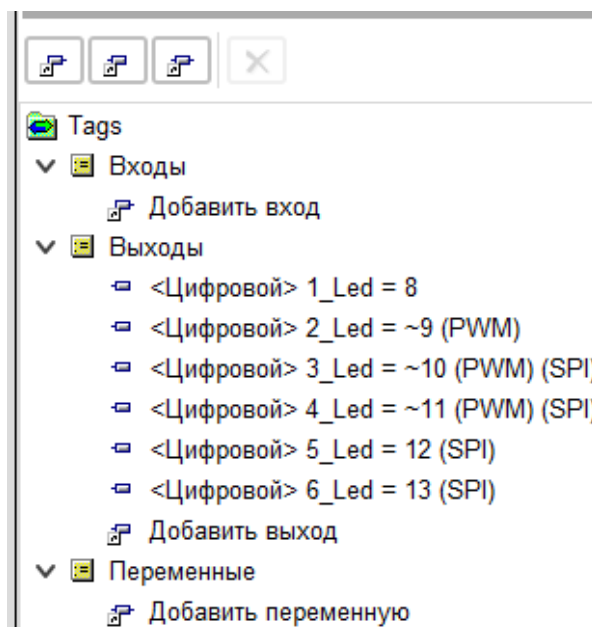 Tags
Входы
Добавить вход
Выходы
<Цифровой> 1_Led = 8
<Цифровой> 2_Led = ~9 (PWM)
<Цифровой> 3_Led = ~10 (PWM) (SPI)
<Цифровой> 4_Led = ~11 (PWM) (SPI)
<Цифровой> 5_Led = 12 (SPI)
<Цифровой> 6_Led = 13 (SPI)
Добавить выход
Переменные
Добавить переменную